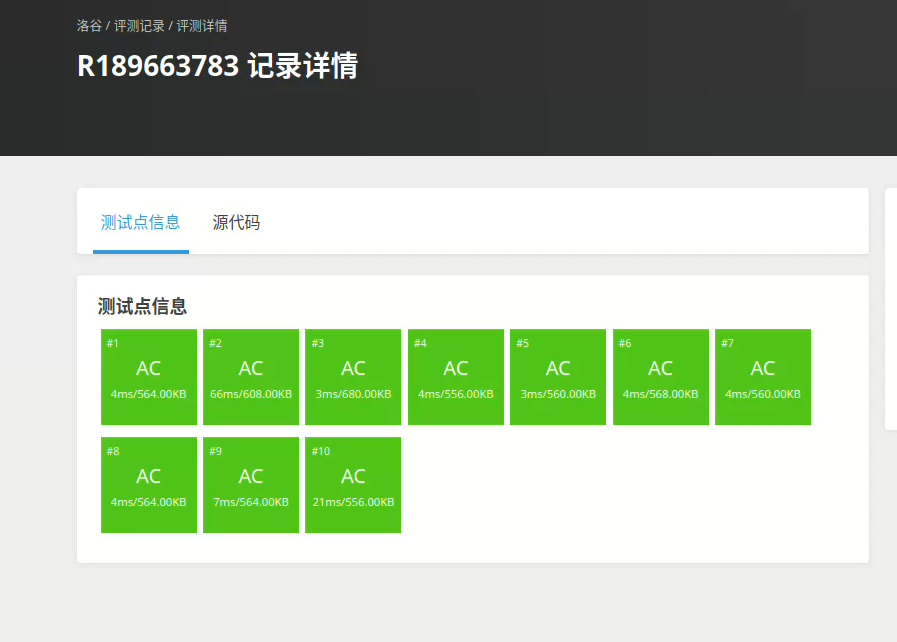 洛谷 / 评测记录 / 评测详情
R189663783 记录详情
测试点信息 源代码
测试点信息
#1 #2 #3 #4 #5 #6 #7
AC AC AC AC AC AC AC
4ms/564.00KB 66ms/608.00KB 3ms/680.00KB 4ms/556.00KB 3ms/560.00KB 4ms/568.00KB 4ms/560.00KB
#8 #9 #10
AC AC AC
4ms/564.00KB 7ms/564.00KB 21ms/556.00KB